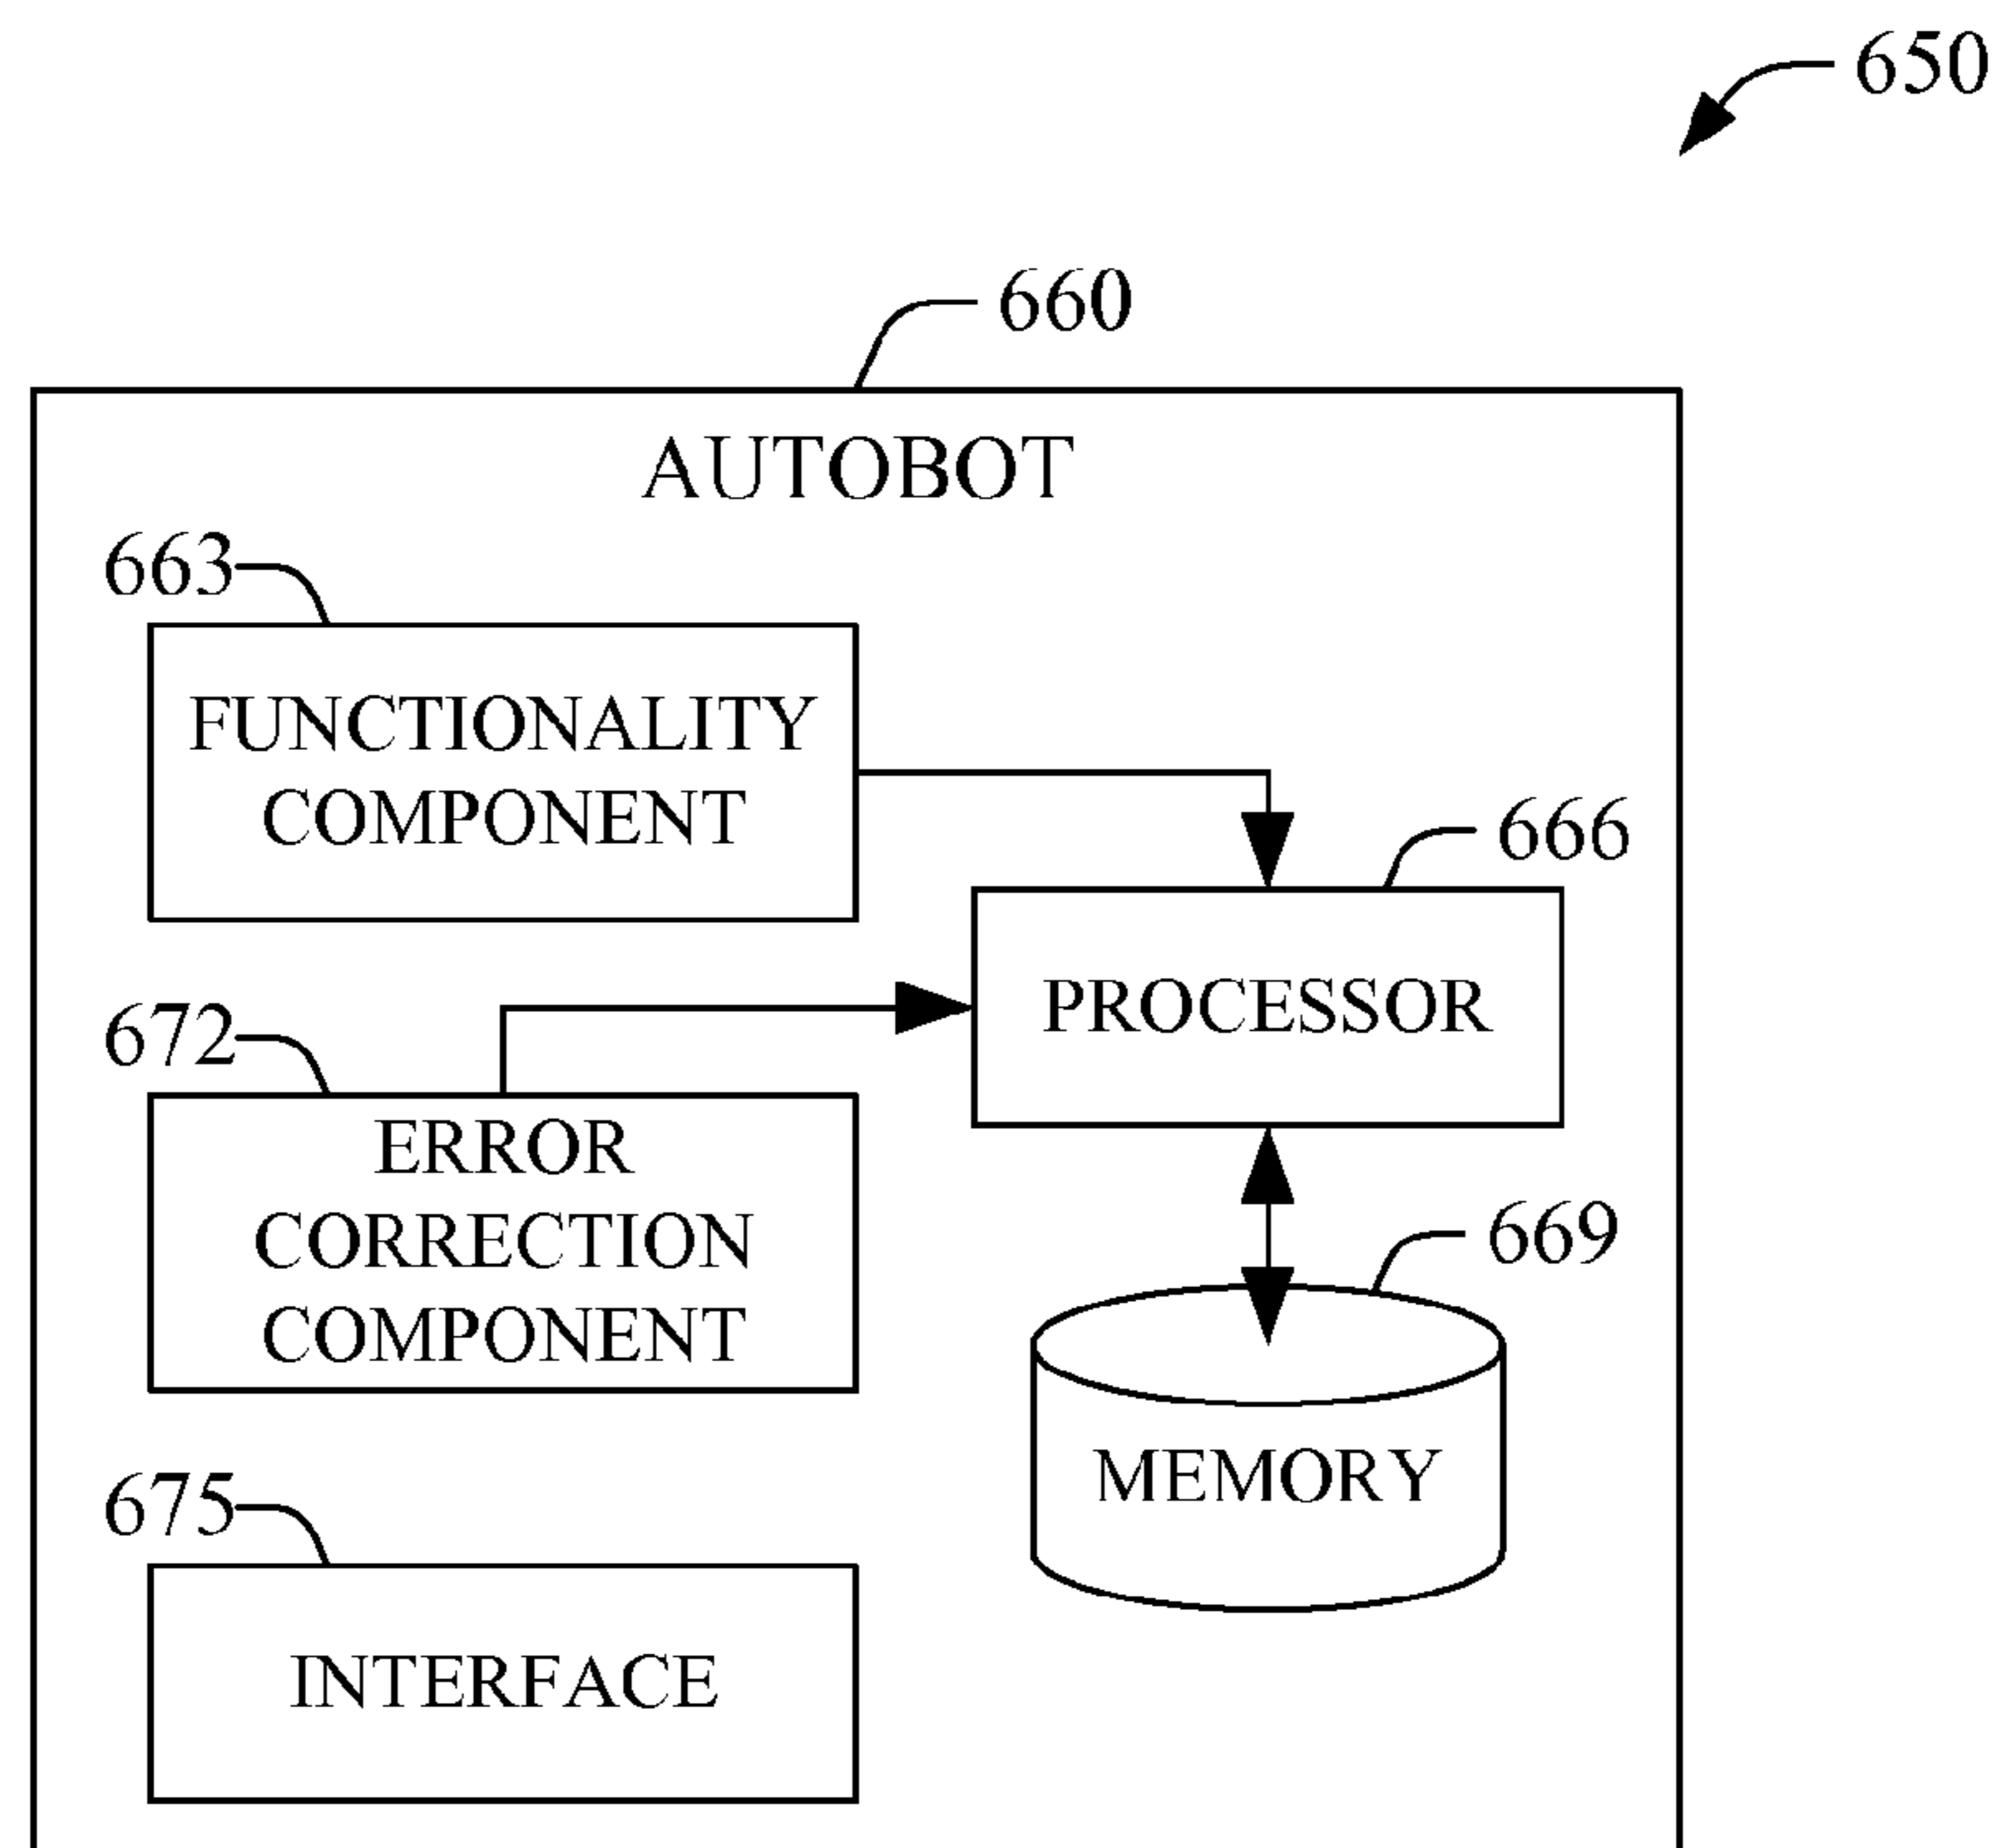 650
660
AUTOBOT
663
FUNCTIONALITY
COMPONENT
666
PROCESSOR
672
ERROR
CORRECTION
COMPONENT
669
MEMORY
675
INTERFACE